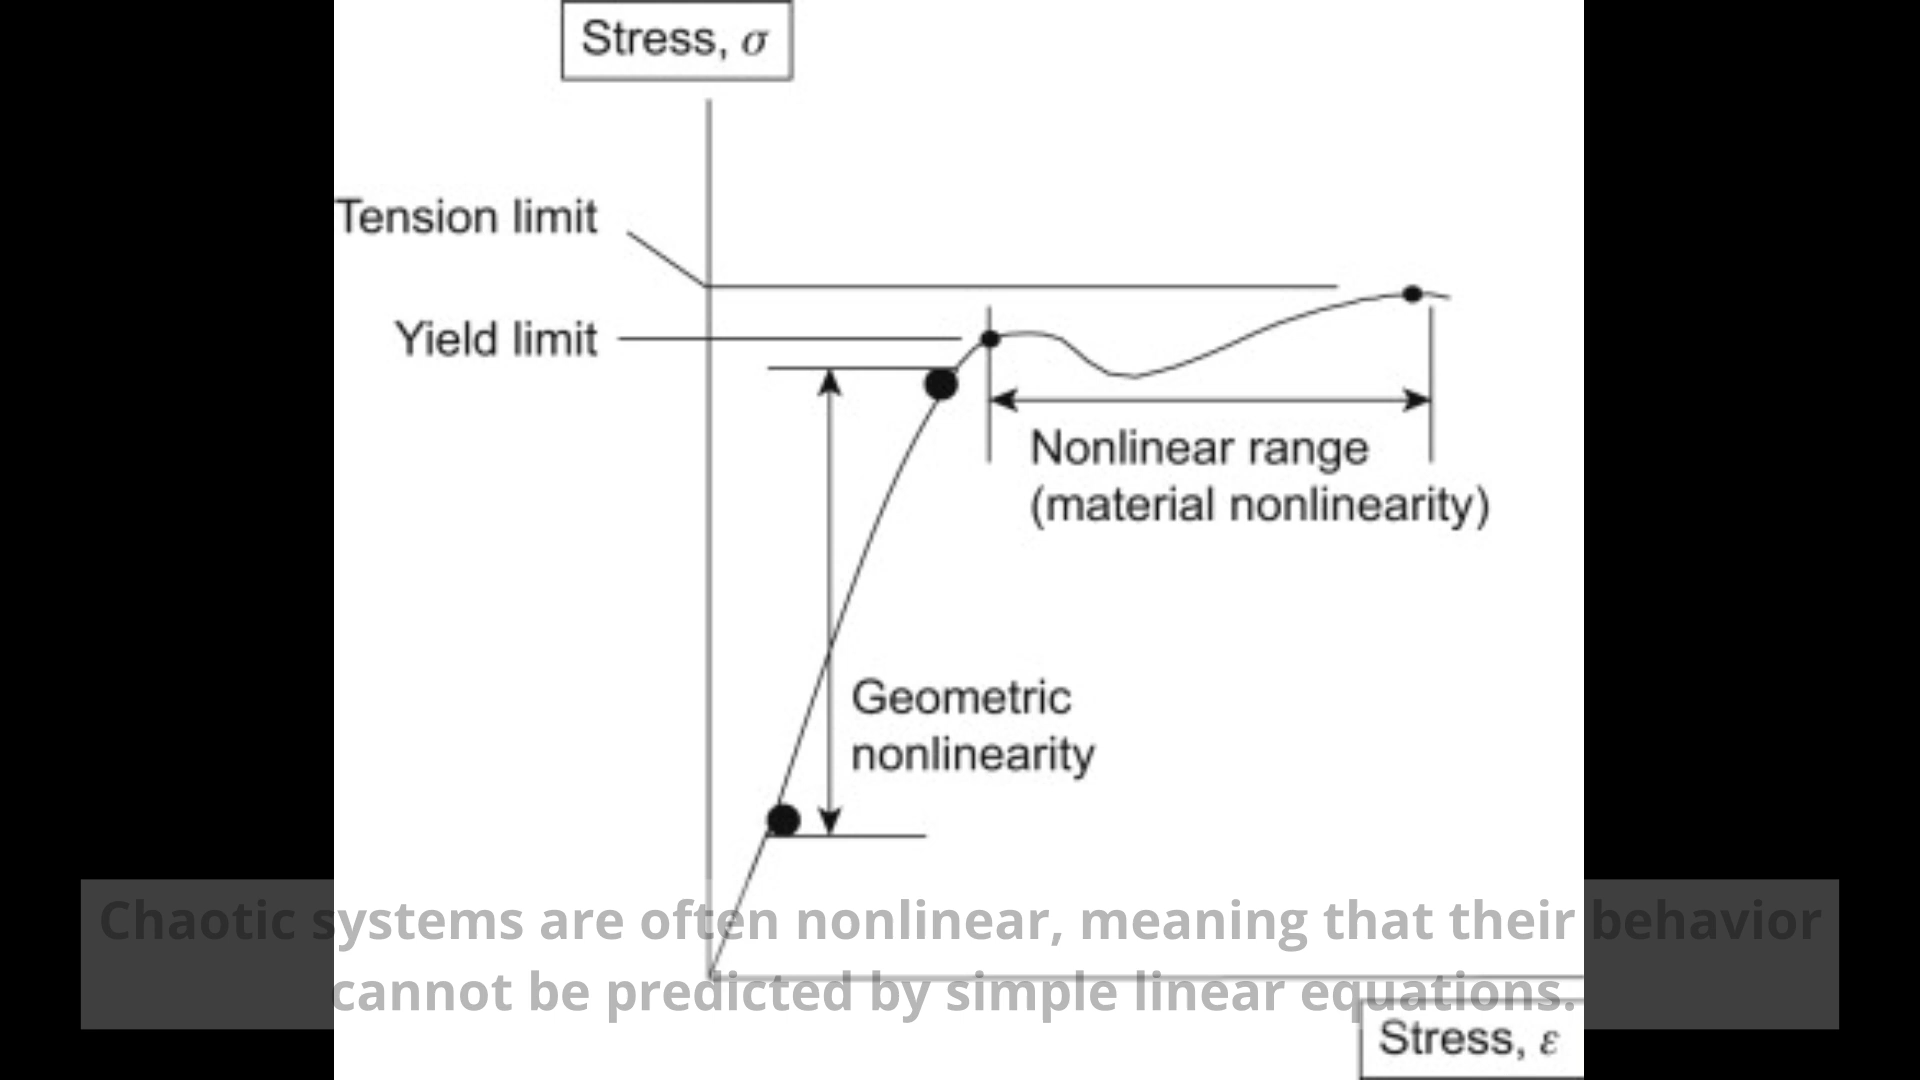 Stress, σ
Tension limit
Yield limit
Nonlinear range
(material nonlinearity)
Geometric
nonlinearity
Chaotic systems are often nonlinear, meaning that their behavior
cannot be predicted by simple linear equations.
Stress, ε